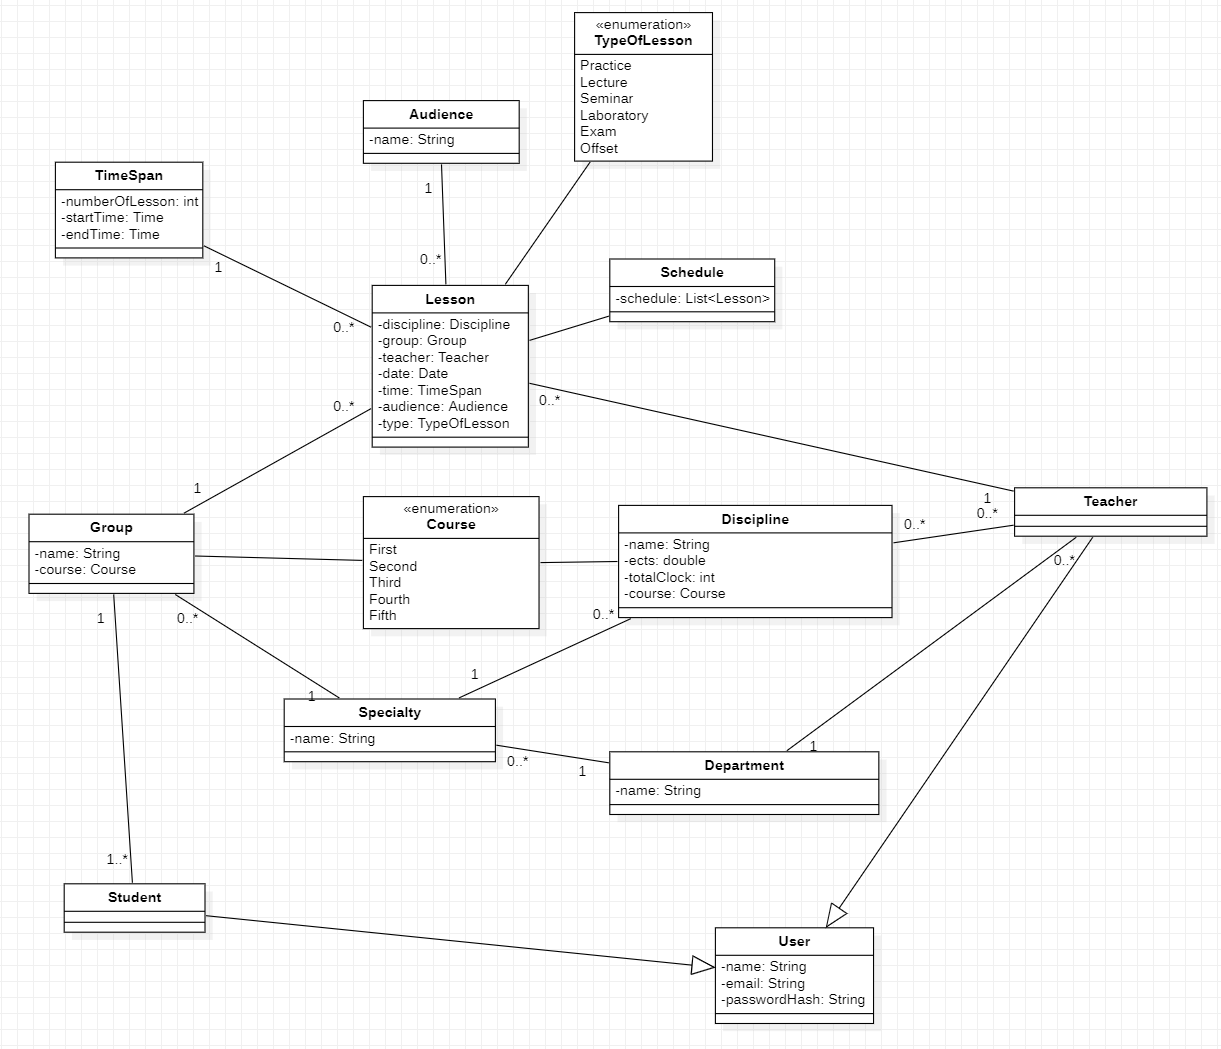 «enumeration»
TypeOfLesson
Practice
Lecture
Seminar
Laboratory
Exam
Offset
Audience
-name: String
1
0..*
TimeSpan
-numberOfLesson: int
-startTime: Time
-endTime: Time
1
0..*
Schedule
-schedule: List<Lesson>
Lesson
-discipline: Discipline
-group: Group
-teacher: Teacher
-date: Date
-time: TimeSpan
-audience: Audience
-type: TypeOfLesson
0..*
0..*
1
1
0..*
Teacher
Group
-name: String
-course: Course
«enumeration»
Course
First
Second
Third
Fourth
Fifth
Discipline
-name: String
-ects: double
-totalClock: int
-course: Course
0..*
0..*
1
0..*
0..*
1
1
Specialty
-name: String
0..*
1
1
Department
-name: String
1..*
Student
User
-name: String
-email: String
-passwordHash: String